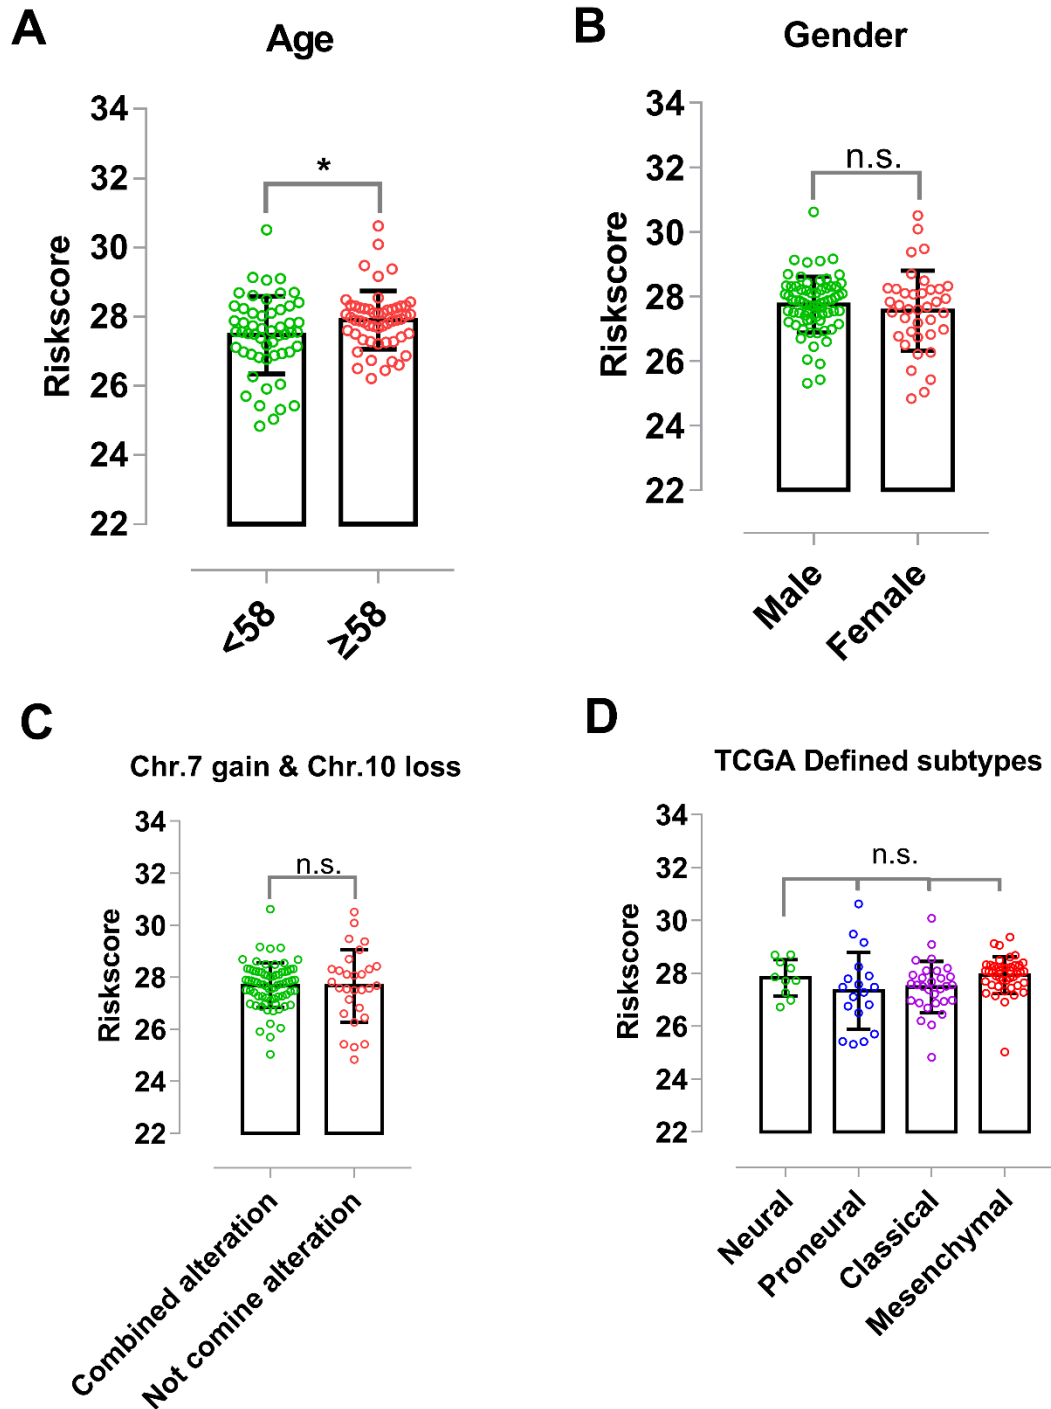 A
Age
34
32
30
28
26
24
22
Riskscore
*
<58
≥58
B
Gender
34
32
30
28
26
24
22
Riskscore
n.s.
Male
Female
C
Chr.7 gain & Chr.10 loss
34
32
30
28
26
24
22
Riskscore
n.s.
Combined alteration
Not comine alteration
D
TCGA Defined subtypes
34
32
30
28
26
24
22
Riskscore
n.s.
Neural
Proneural
Classical
Mesenchymal